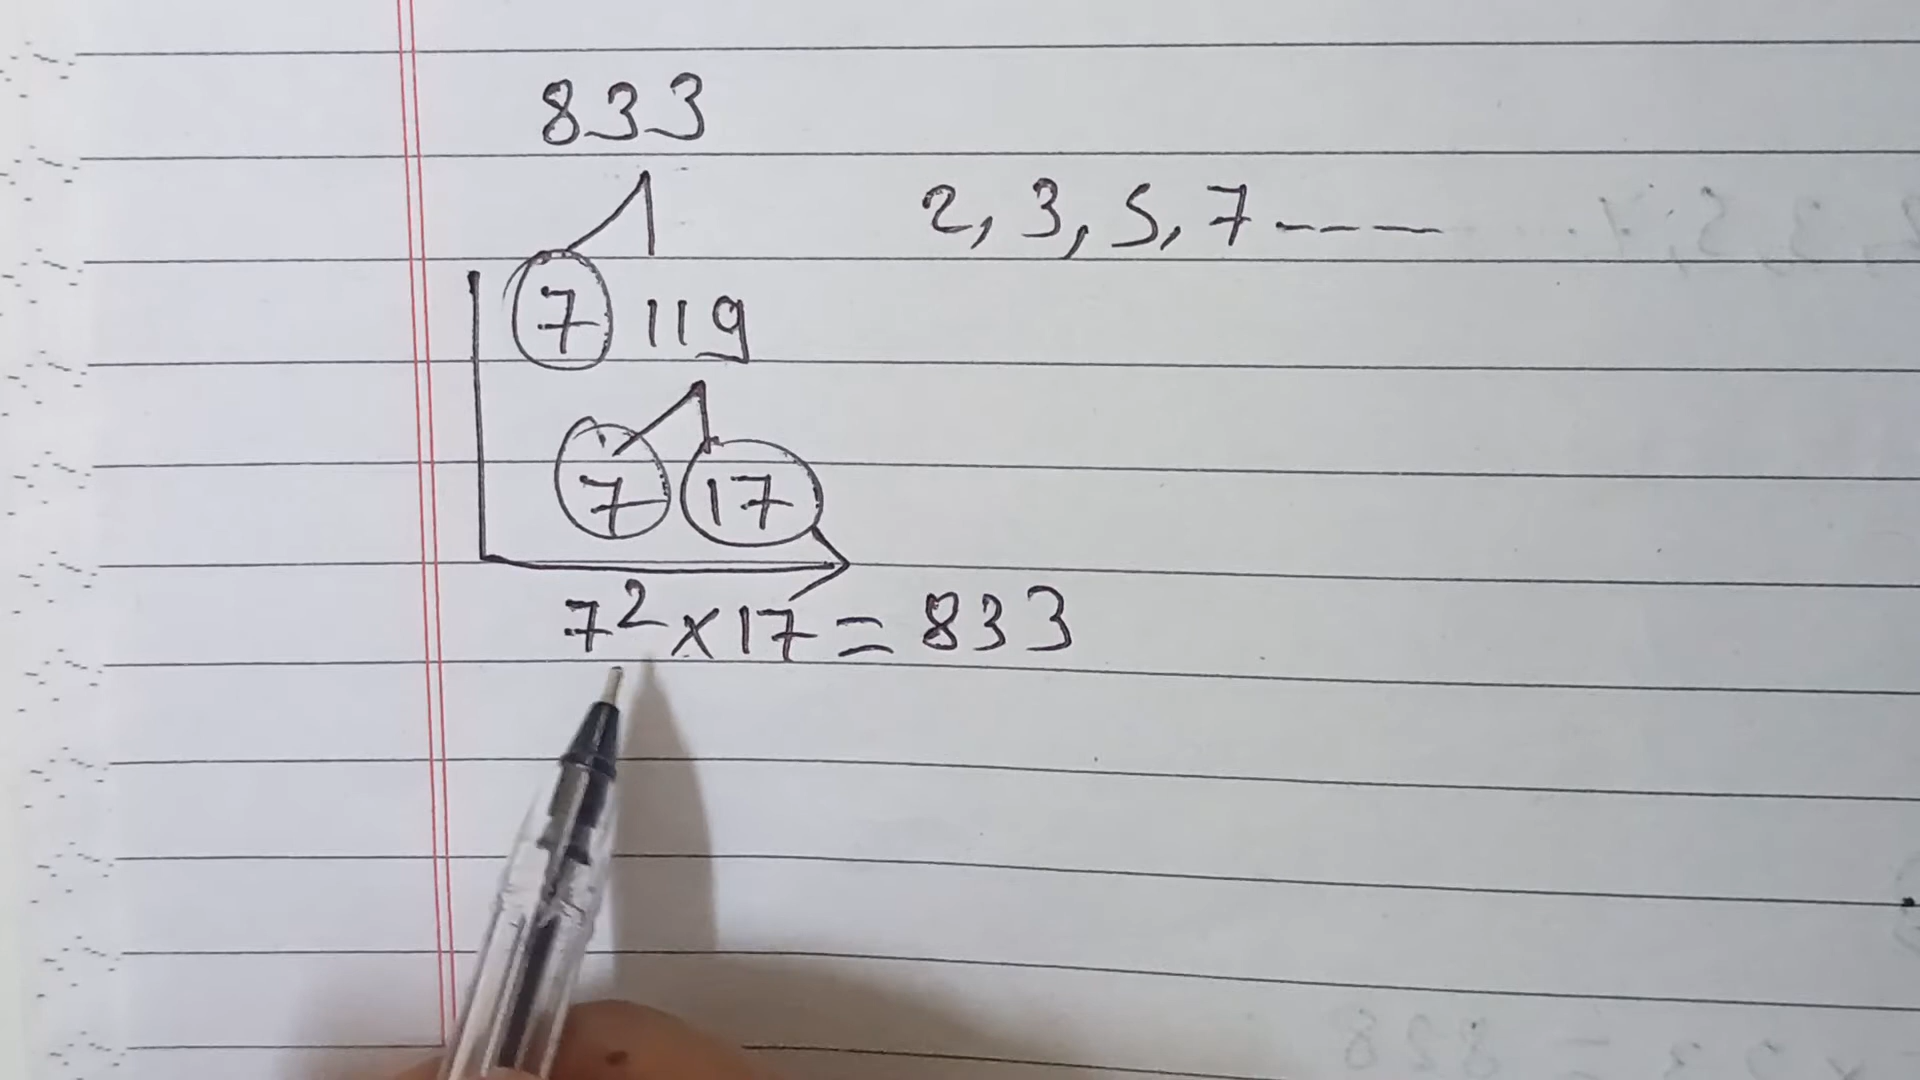 833
2, 3, 5, 7 -----
7 119
7 17
7² × 17 = 833